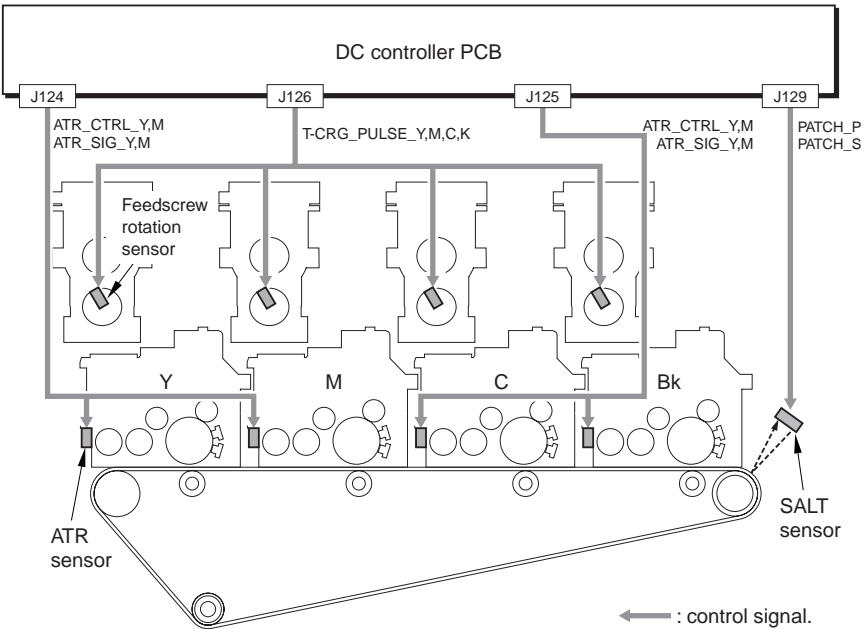 DC controller PCB
J124
J126
J125
J129
ATR_CTRL_Y,M
ATR_SIG_Y,M
T-CRG_PULSE_Y,M,C,K
ATR_CTRL_Y,M
ATR_SIG_Y,M
PATCH_P
PATCH_S
Feedscrew
rotation
sensor
Y
M
C
Bk
ATR
sensor
SALT
sensor
: control signal.